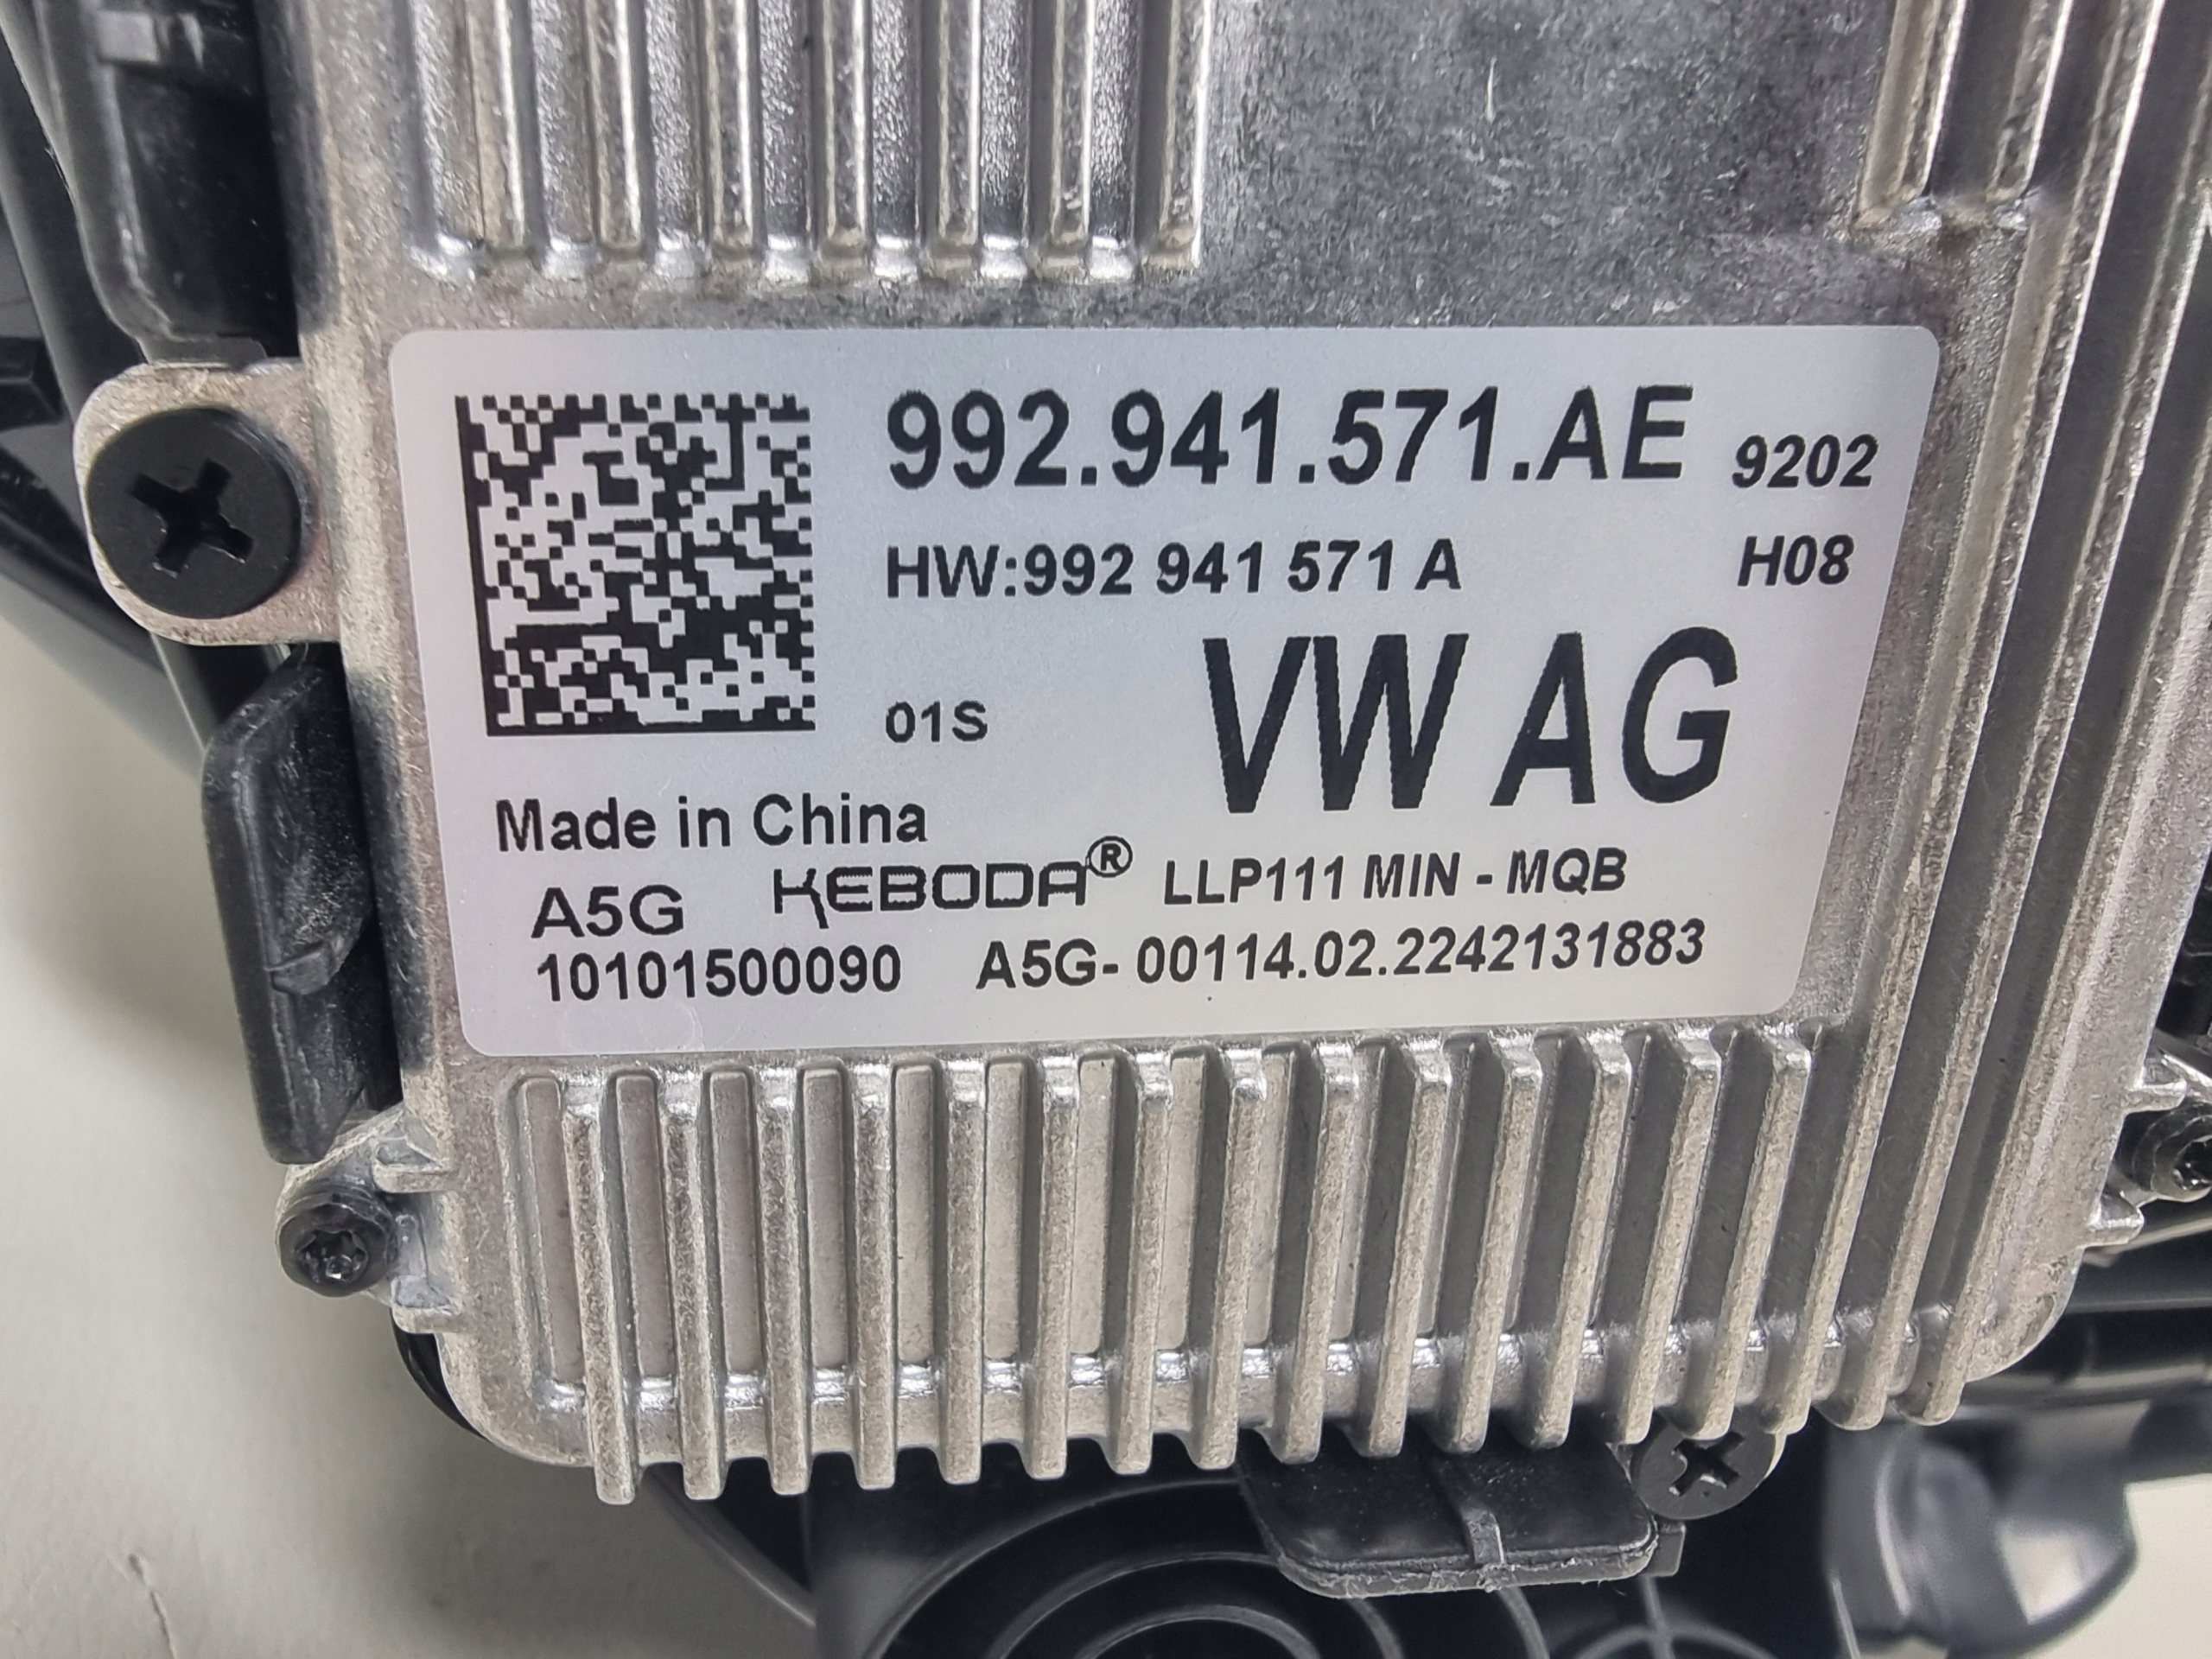 992.941.571.AE 9202
HW:992 941 571 A H08
01S VW AG
Made in China
A5G KEBODA® LLP111 MIN - MQB
10101500090 A5G- 00114.02.2242131883